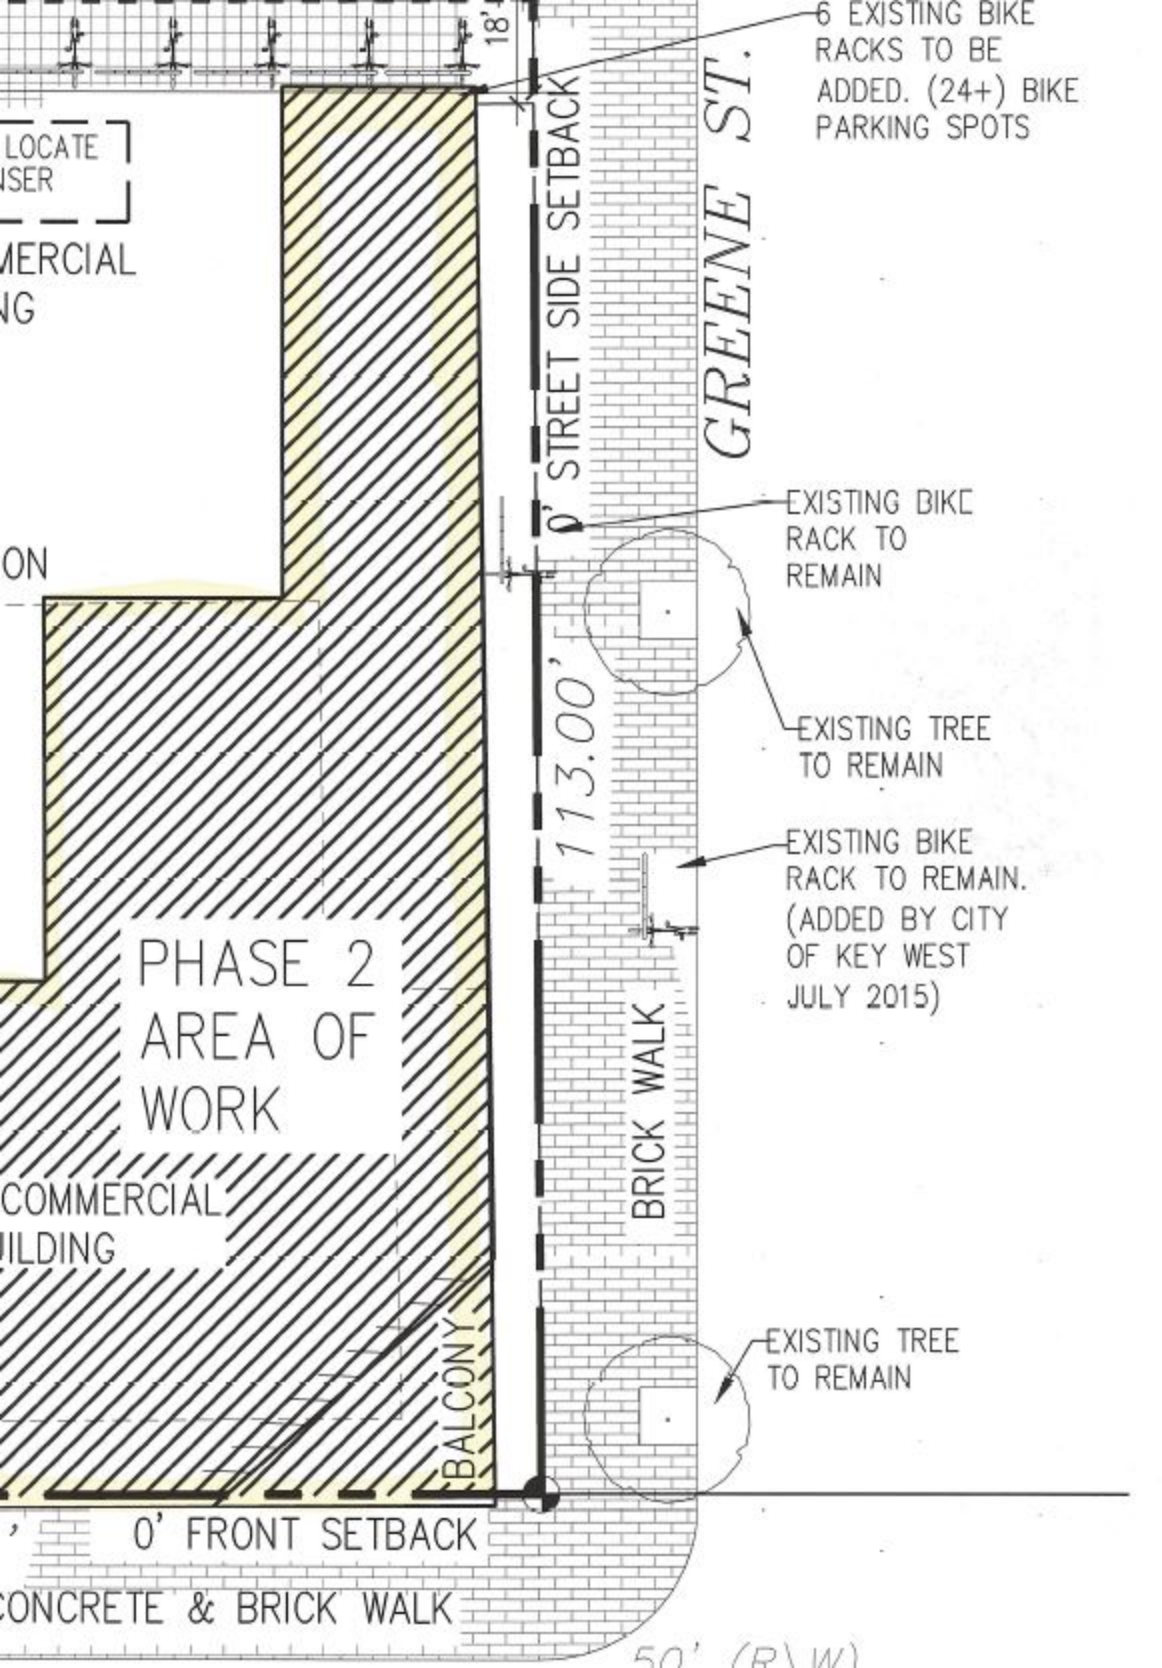 18'
6 EXISTING BIKE
RACKS TO BE
ADDED. (24+) BIKE
PARKING SPOTS
LOCATE
NSER
MERCIAL
NG
0' STREET SIDE SETBACK
GREENE ST.
EXISTING BIKE
RACK TO
REMAIN
ON
113.00'
EXISTING TREE
TO REMAIN
EXISTING BIKE
RACK TO REMAIN.
(ADDED BY CITY
OF KEY WEST
JULY 2015)
PHASE 2
AREA OF
WORK
BRICK WALK
COMMERCIAL
UILDING
BALCONY
EXISTING TREE
TO REMAIN
0' FRONT SETBACK
CONCRETE & BRICK WALK
50' (R\W)